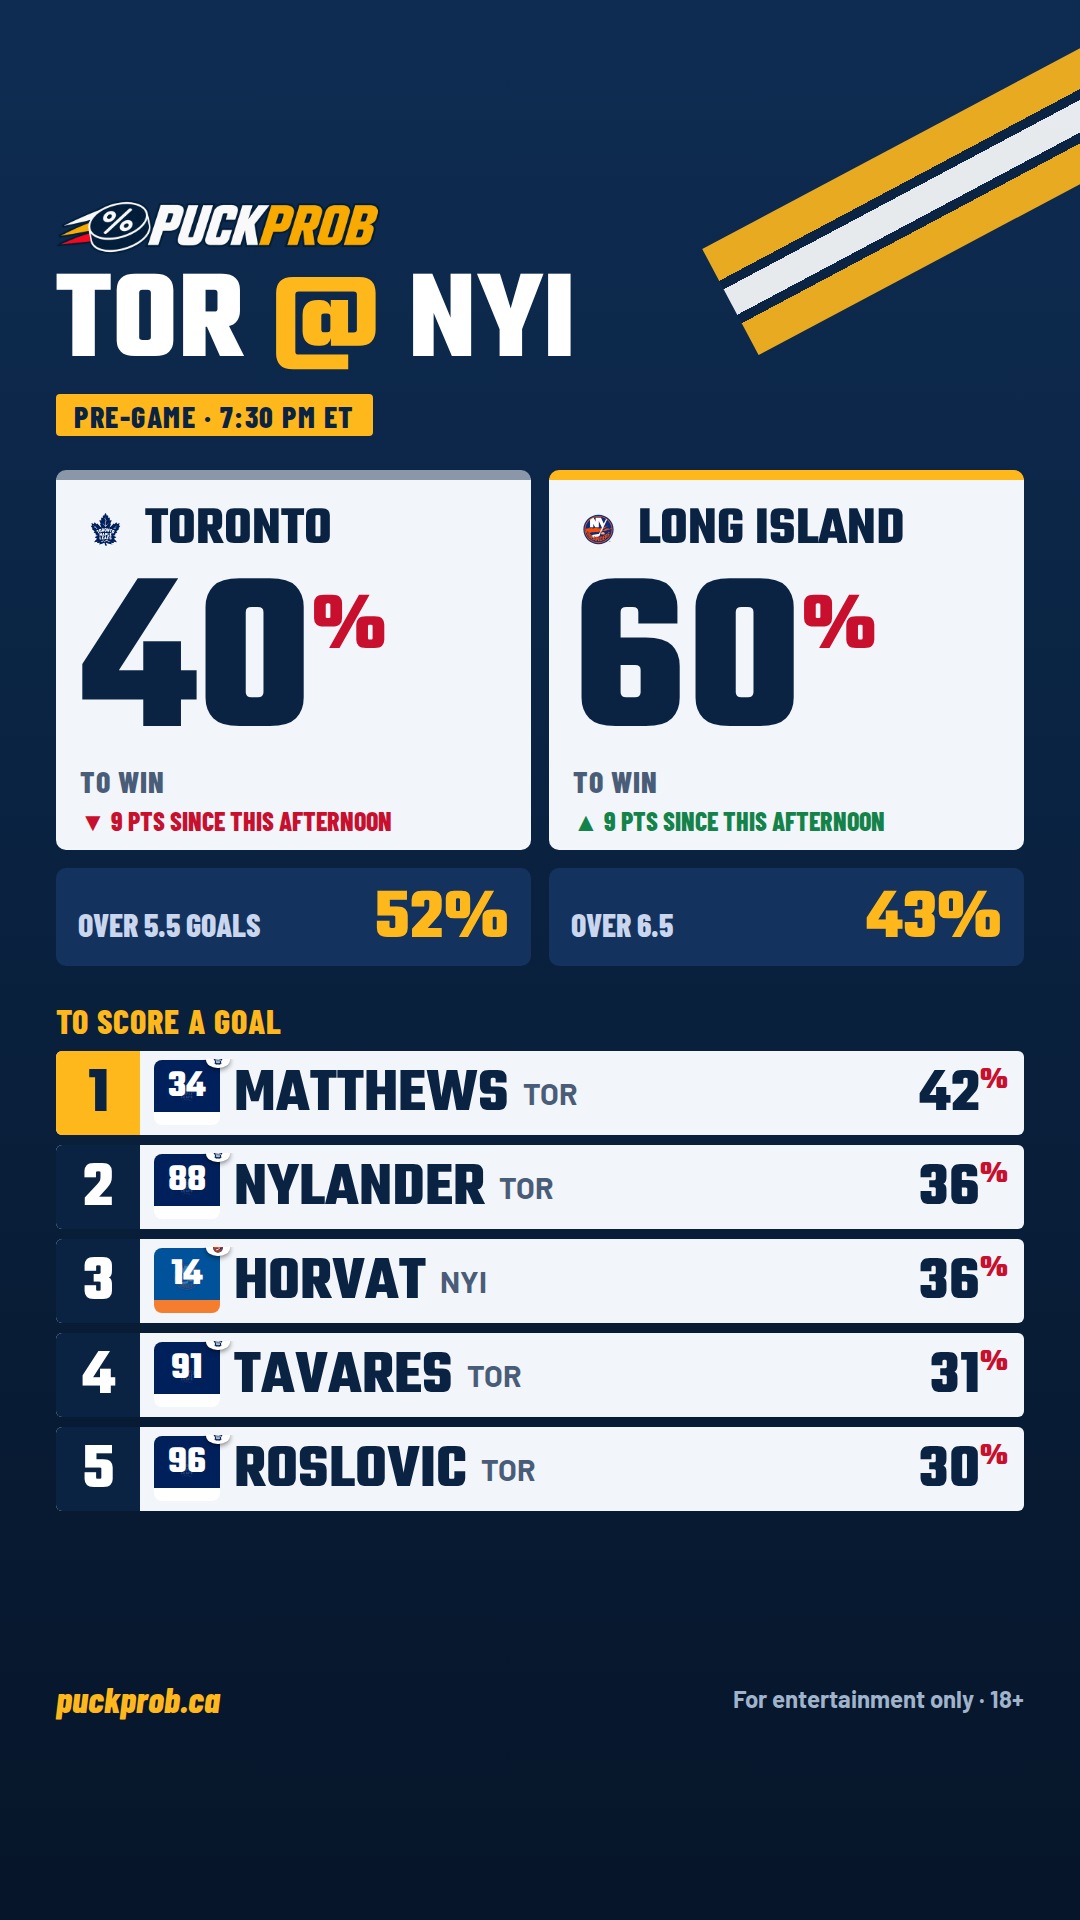 % PUCKPROB
TOR @ NYI
PRE-GAME · 7:30 PM ET
TORONTO
40%
TO WIN
▼ 9 PTS SINCE THIS AFTERNOON
NY LONG ISLAND
60%
TO WIN
▲ 9 PTS SINCE THIS AFTERNOON
OVER 5.5 GOALS 52%
OVER 6.5 43%
TO SCORE A GOAL
1 34 MATTHEWS TOR 42%
2 88 NYLANDER TOR 36%
3 14 HORVAT NYI 36%
4 91 TAVARES TOR 31%
5 96 ROSLOVIC TOR 30%
puckprob.ca
For entertainment only · 18+